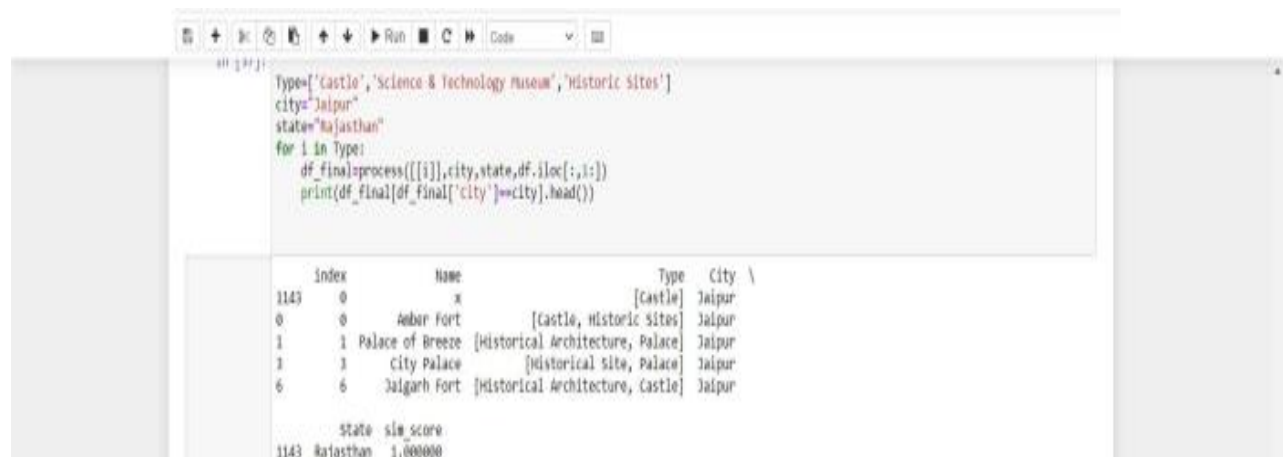 Run Code
Type=['Castle','Science & Technology Museum','Historic Sites']
city="Jaipur"
state="Rajasthan"
for i in Type:
df_final=process([[i]],city,state,df.iloc[:,1:])
print(df_final[df_final['City']==city].head())
index Name Type City \
1143 0 x [Castle] Jaipur
0 0 Amber Fort [Castle, Historic Sites] Jaipur
1 1 Palace of Breeze [Historical Architecture, Palace] Jaipur
3 3 City Palace [Historical Site, Palace] Jaipur
6 6 Jaigarh Fort [Historical Architecture, Castle] Jaipur
State sim_score
1143 Rajasthan 1.000000